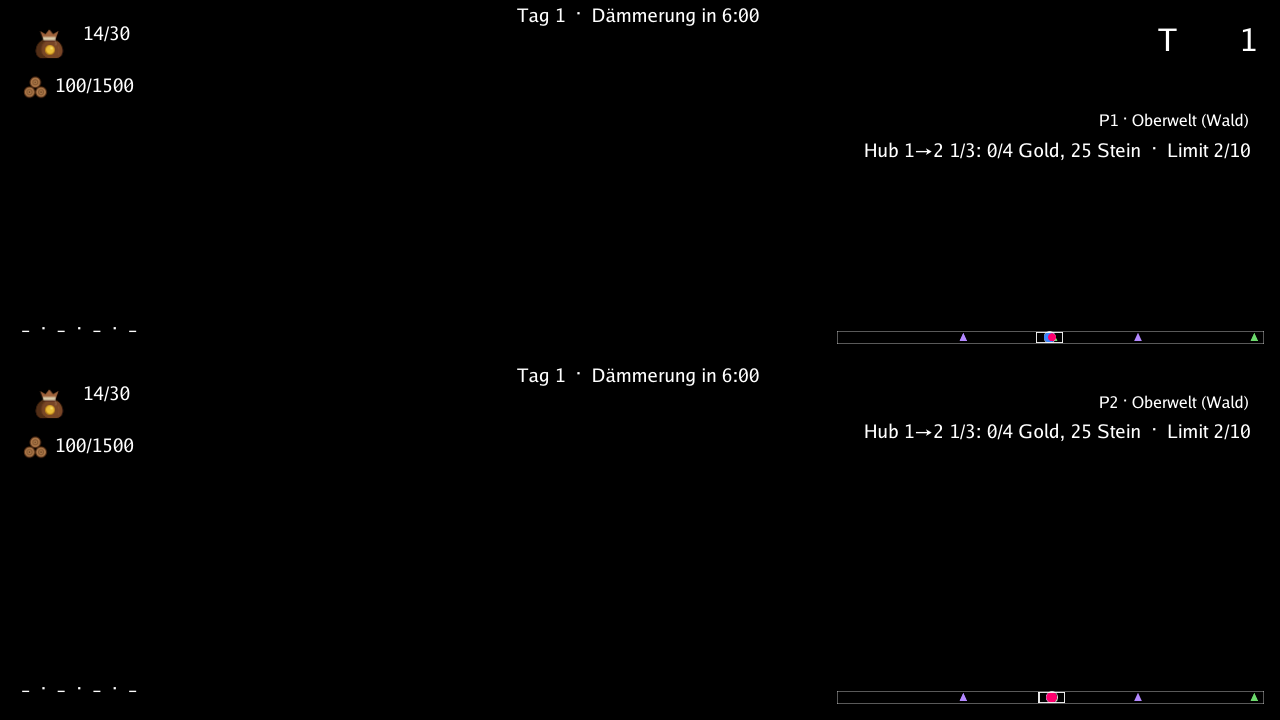 Tag 1 · Dämmerung in 6:00
14/30
T 1
100/1500
P1 · Oberwelt (Wald)
Hub 1→2 1/3: 0/4 Gold, 25 Stein · Limit 2/10
– · – · – · –
Tag 1 · Dämmerung in 6:00
14/30
P2 · Oberwelt (Wald)
100/1500
Hub 1→2 1/3: 0/4 Gold, 25 Stein · Limit 2/10
– · – · – · –